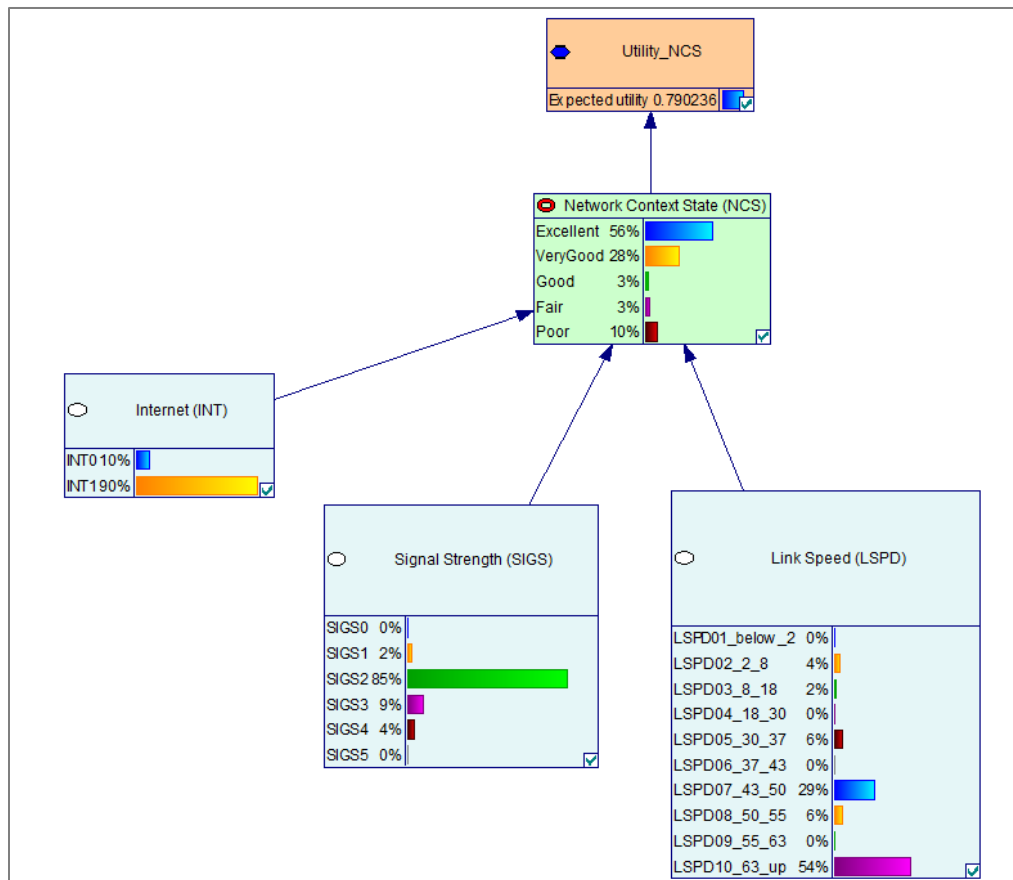 Utility_NCS
Expected utility 0.790236
Network Context State (NCS)
Excellent 56%
VeryGood 28%
Good 3%
Fair 3%
Poor 10%
Internet (INT)
INT0 10%
INT1 90%
Signal Strength (SIGS)
SIGS0 0%
SIGS1 2%
SIGS2 85%
SIGS3 9%
SIGS4 4%
SIGS5 0%
Link Speed (LSPD)
LSPD01_below_2 0%
LSPD02_2_8 4%
LSPD03_8_18 2%
LSPD04_18_30 0%
LSPD05_30_37 6%
LSPD06_37_43 0%
LSPD07_43_50 29%
LSPD08_50_55 6%
LSPD09_55_63 0%
LSPD10_63_up 54%